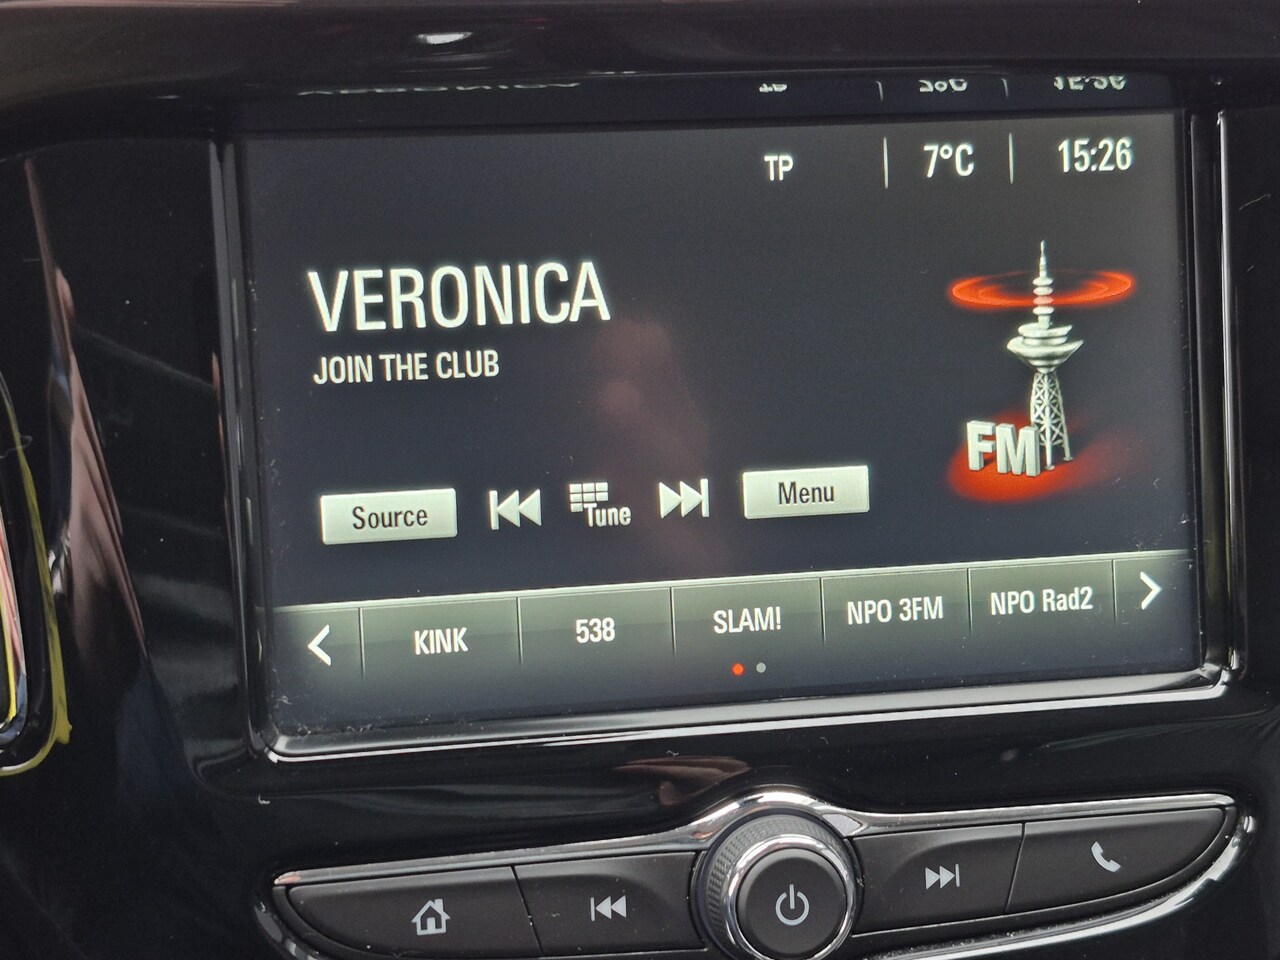 TP 7°C 15:26
VERONICA
JOIN THE CLUB
FM
Source Tune Menu
KINK 538 SLAM! NPO 3FM NPO Rad2